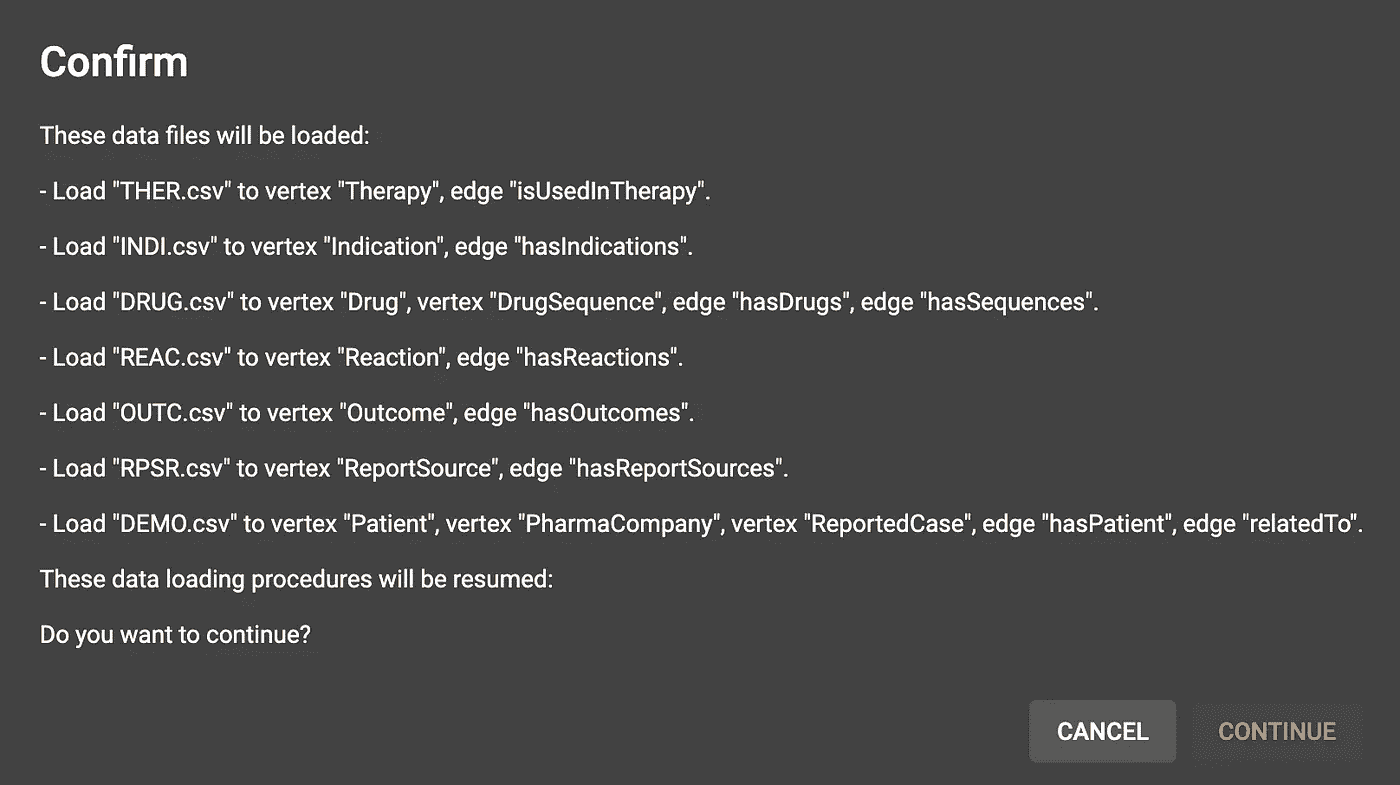 Confirm
These data files will be loaded:
- Load "THER.csv" to vertex "Therapy", edge "isUsedInTherapy".
- Load "INDI.csv" to vertex "Indication", edge "hasIndications".
- Load "DRUG.csv" to vertex "Drug", vertex "DrugSequence", edge "hasDrugs", edge "hasSequences".
- Load "REAC.csv" to vertex "Reaction", edge "hasReactions".
- Load "OUTC.csv" to vertex "Outcome", edge "hasOutcomes".
- Load "RPSR.csv" to vertex "ReportSource", edge "hasReportSources".
- Load "DEMO.csv" to vertex "Patient", vertex "PharmaCompany", vertex "ReportedCase", edge "hasPatient", edge "relatedTo".
These data loading procedures will be resumed:
Do you want to continue?
CANCEL CONTINUE